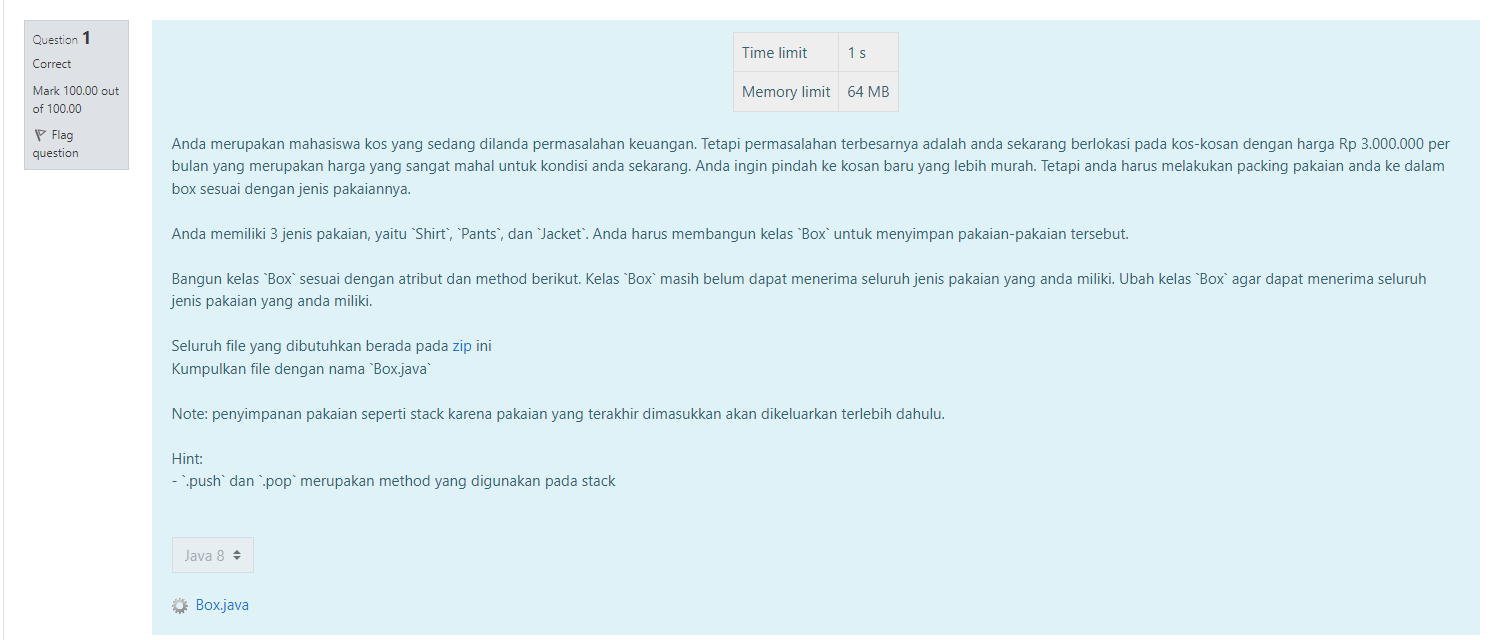 Question 1
Correct
Mark 100.00 out
of 100.00
Flag
question
Time limit 1 s
Memory limit 64 MB
Anda merupakan mahasiswa kos yang sedang dilanda permasalahan keuangan. Tetapi permasalahan terbesarnya adalah anda sekarang berlokasi pada kos-kosan dengan harga Rp 3.000.000 per
bulan yang merupakan harga yang sangat mahal untuk kondisi anda sekarang. Anda ingin pindah ke kosan baru yang lebih murah. Tetapi anda harus melakukan packing pakaian anda ke dalam
box sesuai dengan jenis pakaiannya.
Anda memiliki 3 jenis pakaian, yaitu `Shirt`, `Pants`, dan `Jacket`. Anda harus membangun kelas `Box` untuk menyimpan pakaian-pakaian tersebut.
Bangun kelas `Box` sesuai dengan atribut dan method berikut. Kelas `Box` masih belum dapat menerima seluruh jenis pakaian yang anda miliki. Ubah kelas `Box` agar dapat menerima seluruh
jenis pakaian yang anda miliki.
Seluruh file yang dibutuhkan berada pada zip ini
Kumpulkan file dengan nama `Box.java`
Note: penyimpanan pakaian seperti stack karena pakaian yang terakhir dimasukkan akan dikeluarkan terlebih dahulu.
Hint:
- `.push` dan `.pop` merupakan method yang digunakan pada stack
Java 8
Box.java